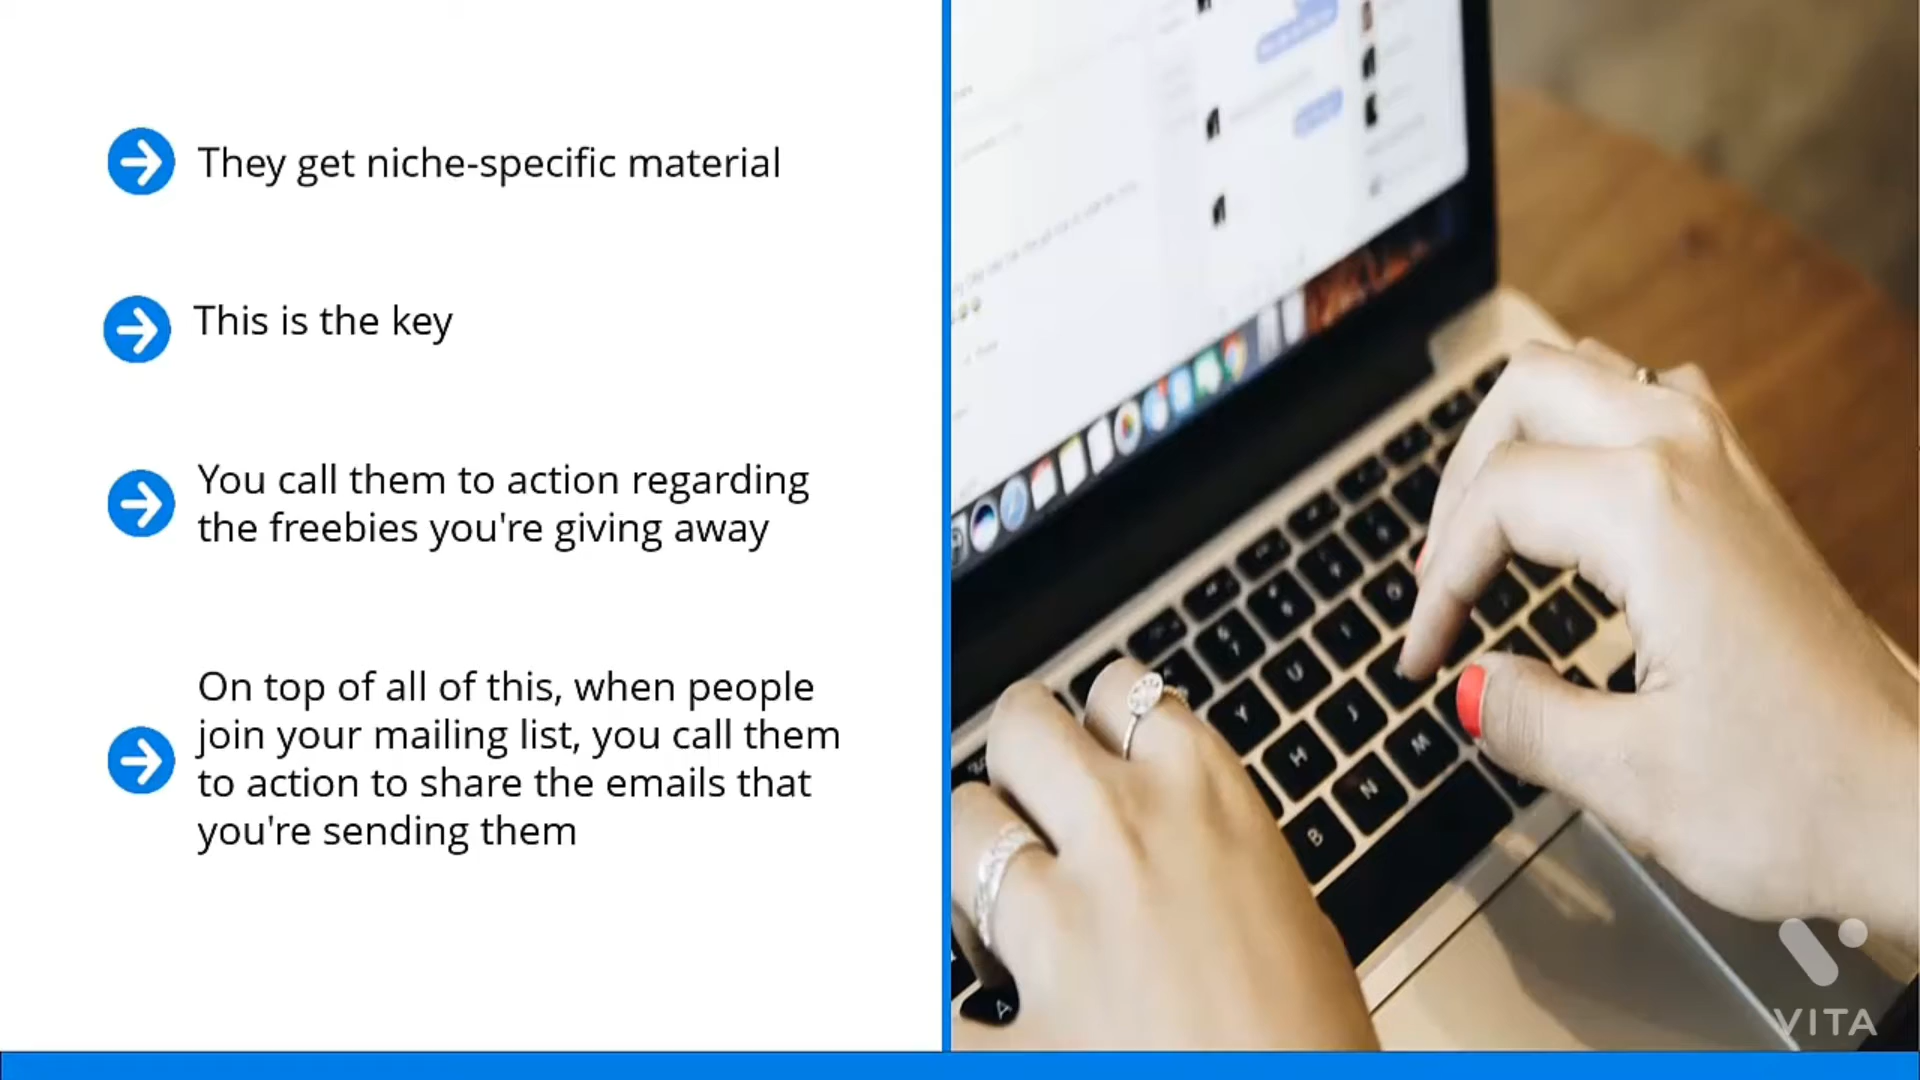 They get niche-specific material
This is the key
You call them to action regarding
the freebies you're giving away
On top of all of this, when people
join your mailing list, you call them
to action to share the emails that
you're sending them
VITA